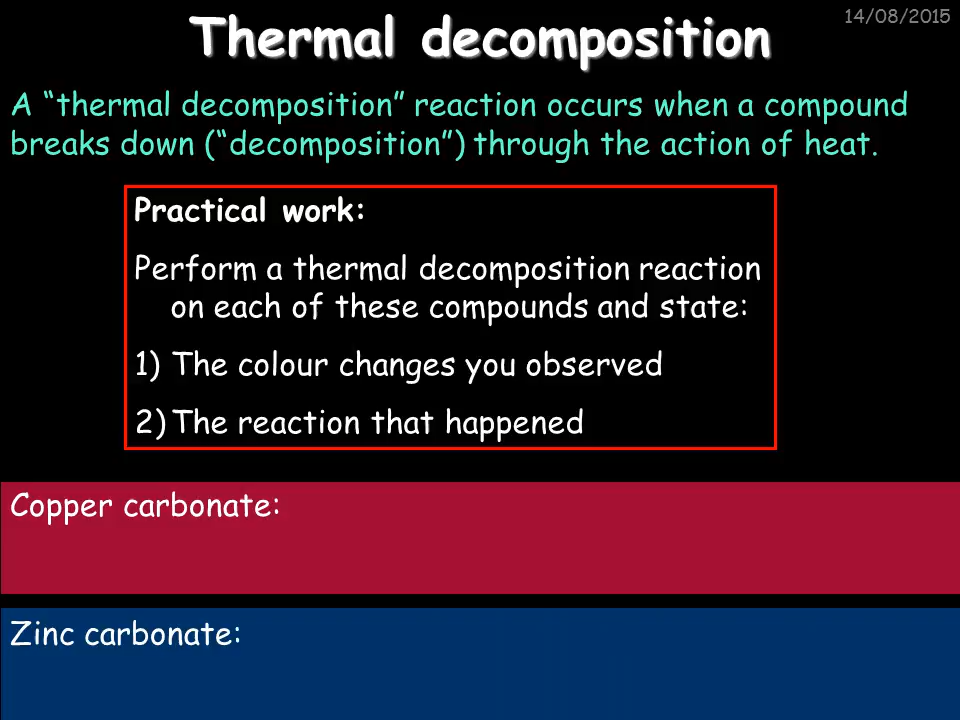 14/08/2015
Thermal decomposition
A “thermal decomposition” reaction occurs when a compound
breaks down (“decomposition”) through the action of heat.
Practical work:
Perform a thermal decomposition reaction
on each of these compounds and state:
1) The colour changes you observed
2) The reaction that happened
Copper carbonate:
Zinc carbonate: